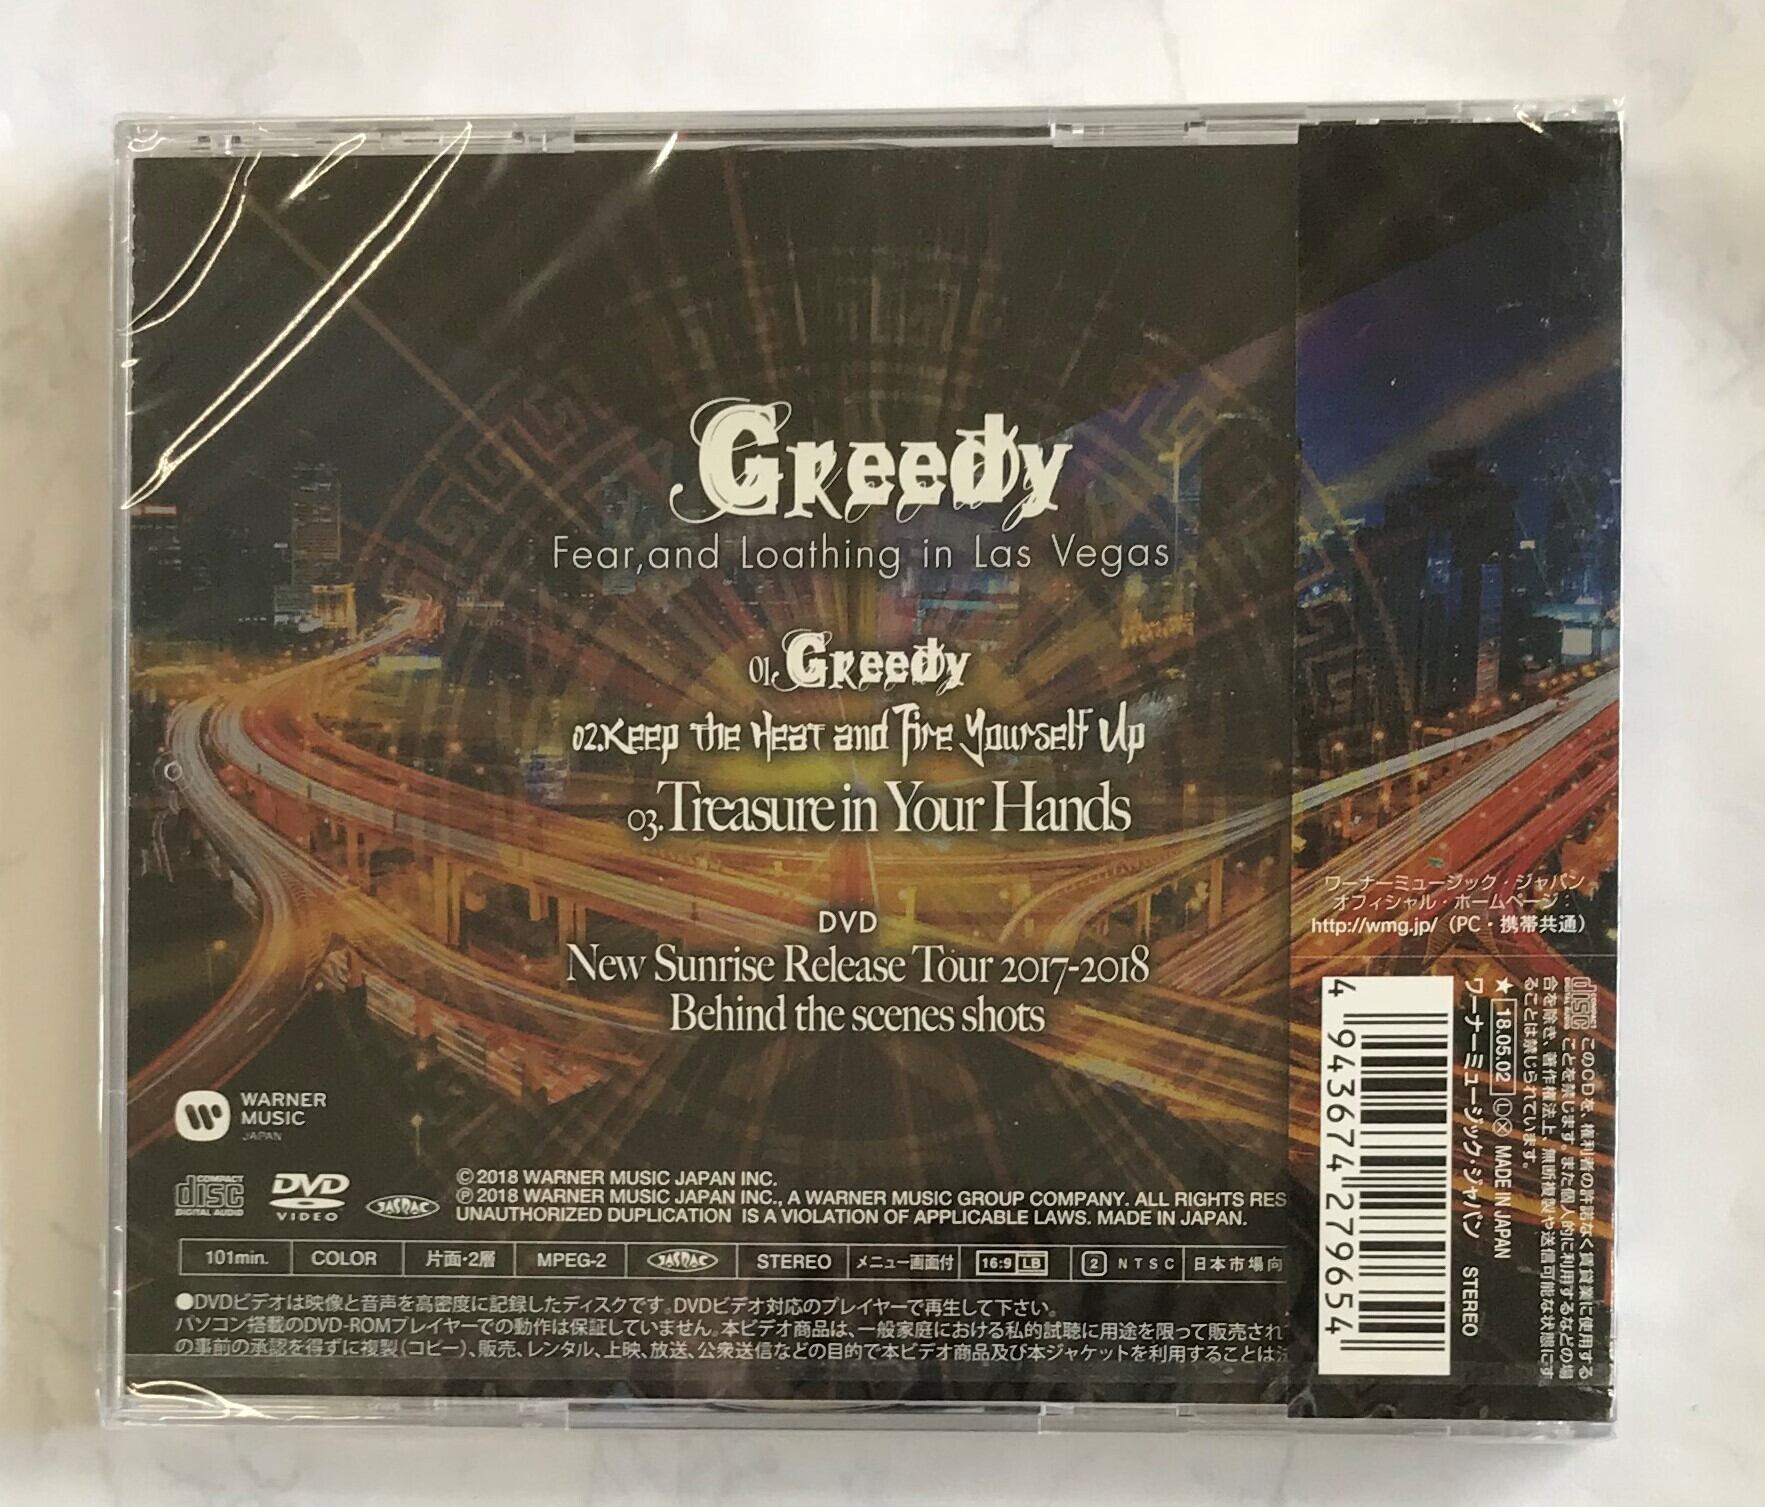 Greedy
Fear,and Loathing in Las Vegas
01.Greedy
02.Keep the Heat and Fire Yourself Up
03.Treasure in Your Hands
DVD
New Sunrise Release Tour 2017-2018
Behind the scenes shots
WARNER
MUSIC
JAPAN
COMPACT
disc
DIGITAL AUDIO
DVD
VIDEO
JASRAC
©2018 WARNER MUSIC JAPAN INC.
℗2018 WARNER MUSIC JAPAN INC., A WARNER MUSIC GROUP COMPANY. ALL RIGHTS RES
UNAUTHORIZED DUPLICATION IS A VIOLATION OF APPLICABLE LAWS. MADE IN JAPAN.
101min. COLOR 片面・2層 MPEG-2 JASRAC STEREO メニュー画面付 16:9 LB 2 NTSC 日本市場向
●DVDビデオは映像と音声を高密度に記録したディスクです。DVDビデオ対応のプレイヤーで再生して下さい。
パソコン搭載のDVD-ROMプレイヤーでの動作は保証していません。本ビデオ商品は、一般家庭における私的試聴に用途を限って販売され
の事前の承認を得ずに複製(コピー)、販売、レンタル、上映、放送、公衆送信などの目的で本ビデオ商品及び本ジャケットを利用することは
ワーナーミュージック・ジャパン
オフィシャル・ホームページ:
http://wmg.jp/（PC・携帯共通）
disc このCDを、権利者の許諾なく賃貸業に使用する
ことを禁じます。また個人的に利用するなどの場
合を除き、著作権法上、無断複製や送信可能な状態にす
ることは禁じられています。
★18.05.02 Ⓛ Ⓧ MADE IN JAPAN
ワーナーミュージック・ジャパン STEREO
4 943674 279654